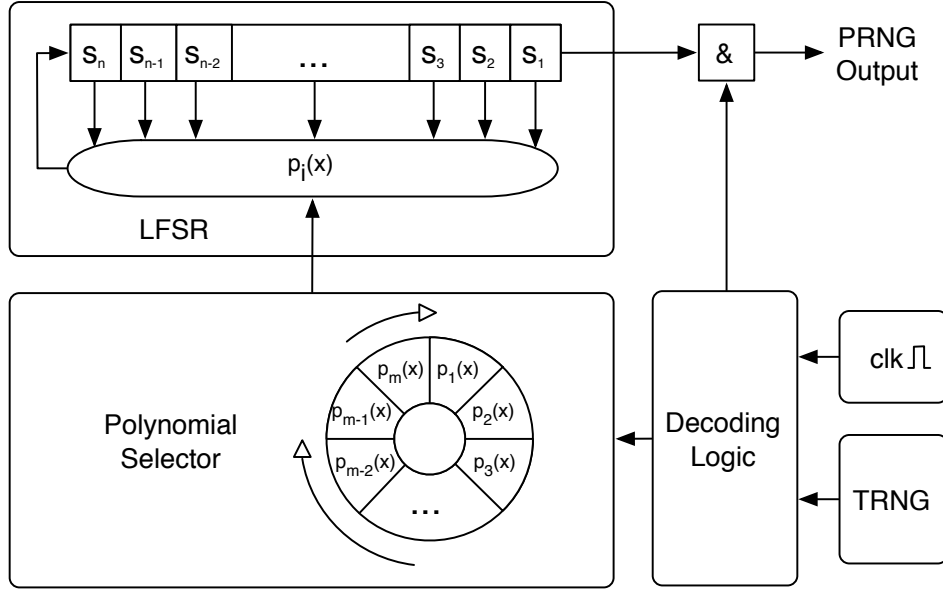 Sn Sn-1 Sn-2 ... S3 S2 S1
& PRNG
Output
pi(x)
LFSR
Polynomial
Selector
pm(x) p1(x)
pm-1(x) p2(x)
pm-2(x) p3(x)
...
Decoding
Logic
clk
TRNG